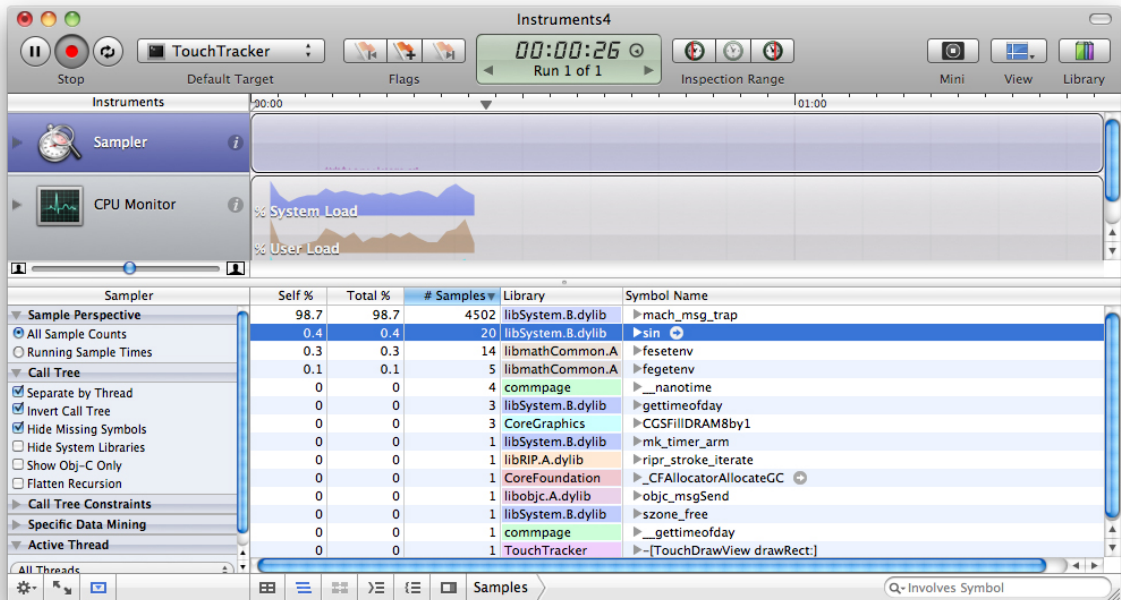 Instruments4
TouchTracker
00:00:26
Run 1 of 1
Stop Default Target Flags Inspection Range Mini View Library
Instruments 00:00 01:00
Sampler
CPU Monitor
% System Load
% User Load
Sampler Self % Total % # Samples Library Symbol Name
Sample Perspective 98.7 98.7 4502 libSystem.B.dylib mach_msg_trap
All Sample Counts 0.4 0.4 20 libSystem.B.dylib sin
Running Sample Times 0.3 0.3 14 libmathCommon.A fesetenv
Call Tree 0.1 0.1 5 libmathCommon.A fegetenv
Separate by Thread 0 0 4 commpage __nanotime
Invert Call Tree 0 0 3 libSystem.B.dylib gettimeofday
Hide Missing Symbols 0 0 3 CoreGraphics CGSFillDRAM8by1
Hide System Libraries 0 0 1 libSystem.B.dylib mk_timer_arm
Show Obj-C Only 0 0 1 libRIP.A.dylib ripr_stroke_iterate
Flatten Recursion 0 0 1 CoreFoundation _CFAllocatorAllocateGC
Call Tree Constraints 0 0 1 libobjc.A.dylib objc_msgSend
Specific Data Mining 0 0 1 libSystem.B.dylib szone_free
Active Thread 0 0 1 commpage __gettimeofday
All Threads 0 0 1 TouchTracker -[TouchDrawView drawRect:]
Samples Involves Symbol